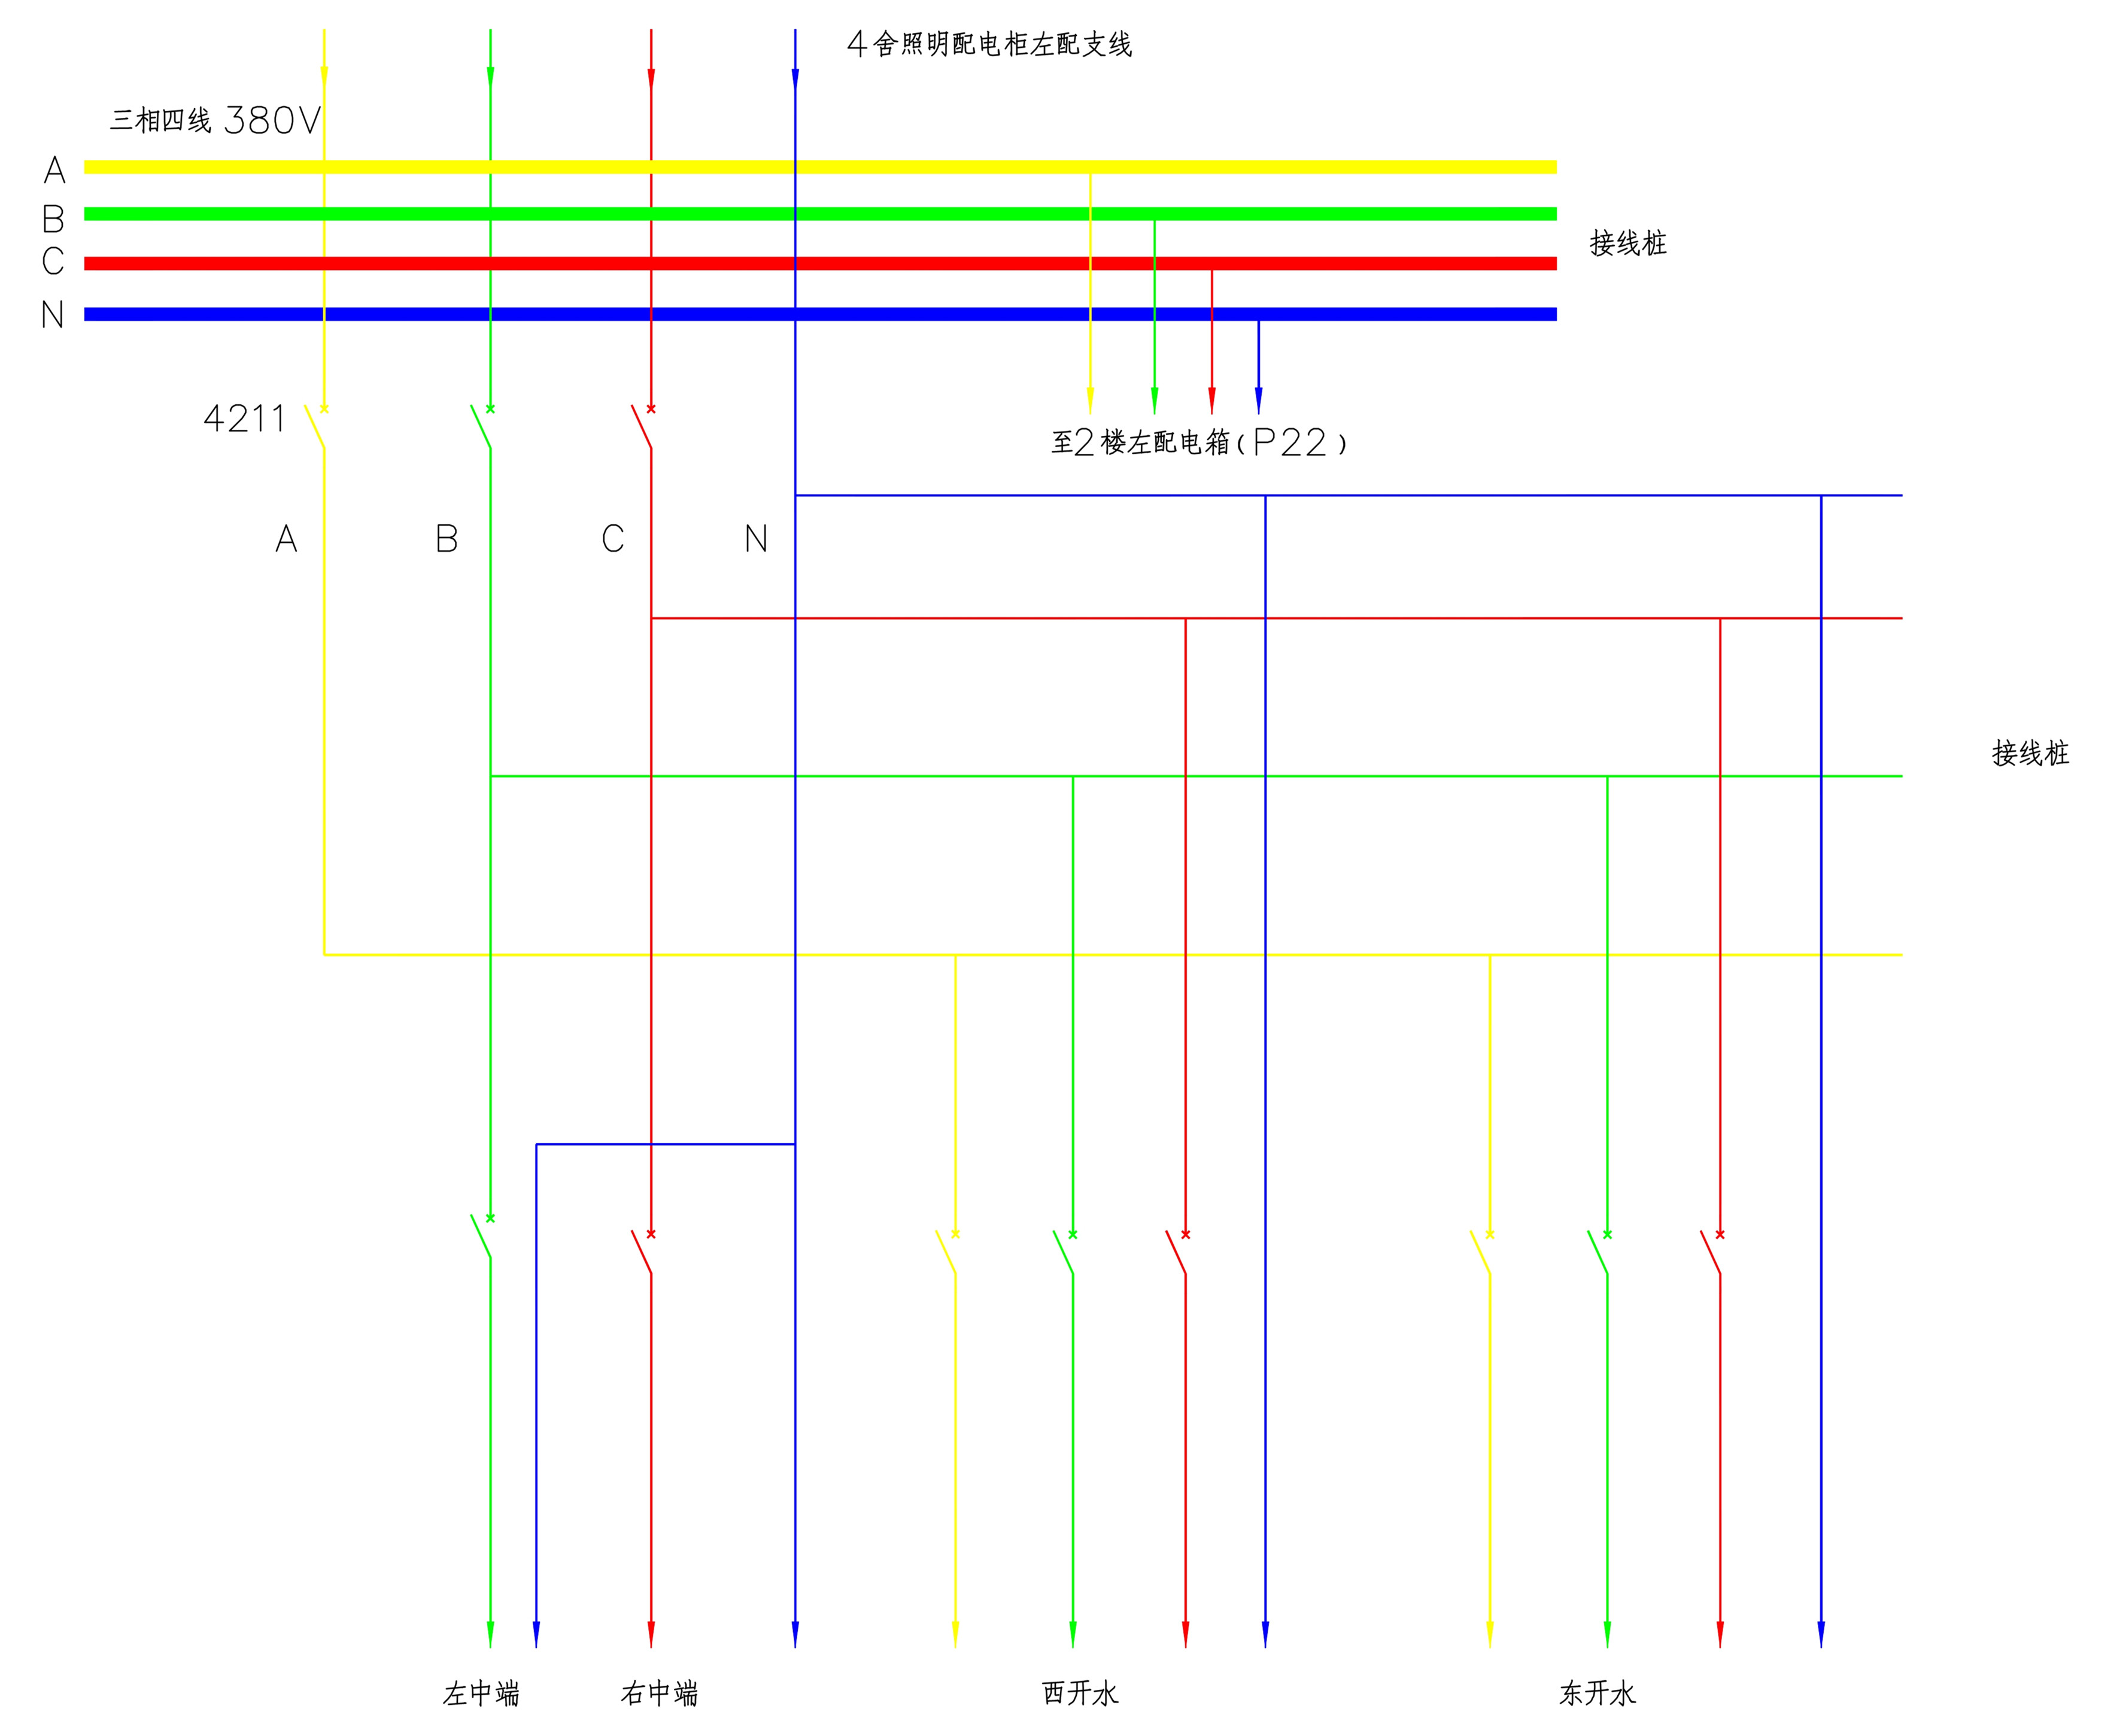 4舍照明配电柜左配支线
三相四线 380V
A
B
C
N
接线桩
4211
至2楼左配电箱(P22)
A B C N
接线桩
左中端 右中端 西开水 东开水